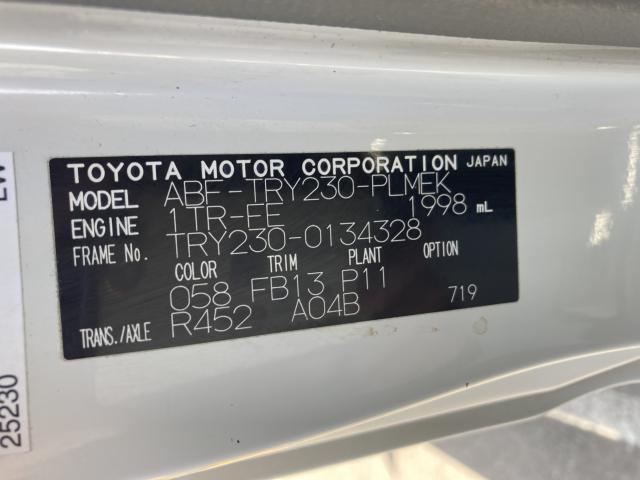 TOYOTA MOTOR CORPORATION JAPAN
MODEL ABF-TRY230-PLMEK
ENGINE 1TR-FE 1998 mL
FRAME No. TRY230-0134328
COLOR TRIM PLANT OPTION
058 FB13 P11 719
TRANS./AXLE R452 A04B
25230